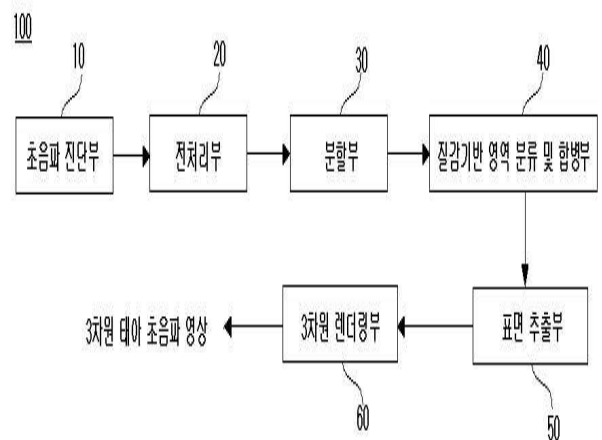 100
10
20
30
40
초음파 진단부
전처리부
분할부
질감기반 영역 분류 및 합병부
3차원 태아 초음파 영상
3차원 렌더링부
표면 추출부
60
50